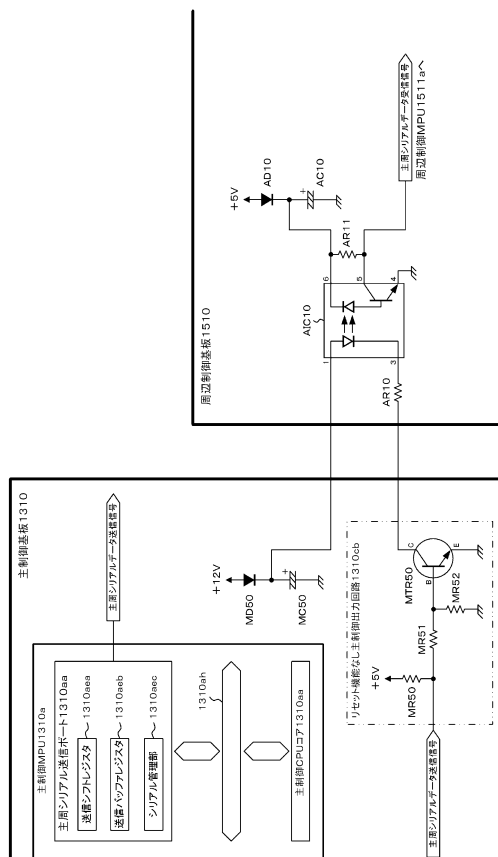 主制御基板1310
主制御MPU1310a
主周シリアル送信ポート1310aa
送信シフトレジスタ
1310aea
送信バッファレジスタ
1310aeb
シリアル管理部
1310aec
1310ah
主制御CPUコア1310aa
主周シリアルデータ送信信号
+12V
MD50
MC50
+
リセット機能なし主制御出力回路1310cb
+5V
MR50
MR51
MR52
MTR50
B
C
E
主周シリアルデータ送信信号
周辺制御基板1510
+5V
AD10
AC10
+
AR11
AIC10
1
3
6
5
4
AR10
主周シリアルデータ受信信号
周辺制御MPU1511aへ